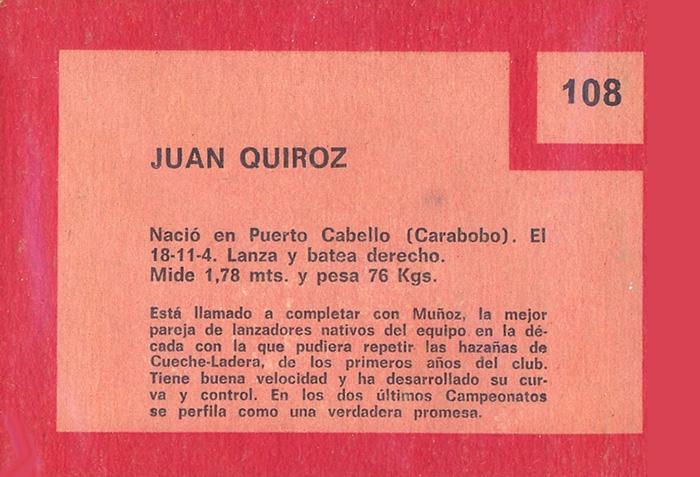 108
JUAN QUIROZ
Nació en Puerto Cabello (Carabobo). El
18-11-4. Lanza y batea derecho.
Mide 1,78 mts. y pesa 76 Kgs.
Está llamado a completar con Muñoz, la mejor
pareja de lanzadores nativos del equipo en la dé-
cada con la que pudiera repetir las hazañas de
Cueche-Ladera, de los primeros años del club.
Tiene buena velocidad y ha desarrollado su cur-
va y control. En los dos últimos Campeonatos
se perfila como una verdadera promesa.